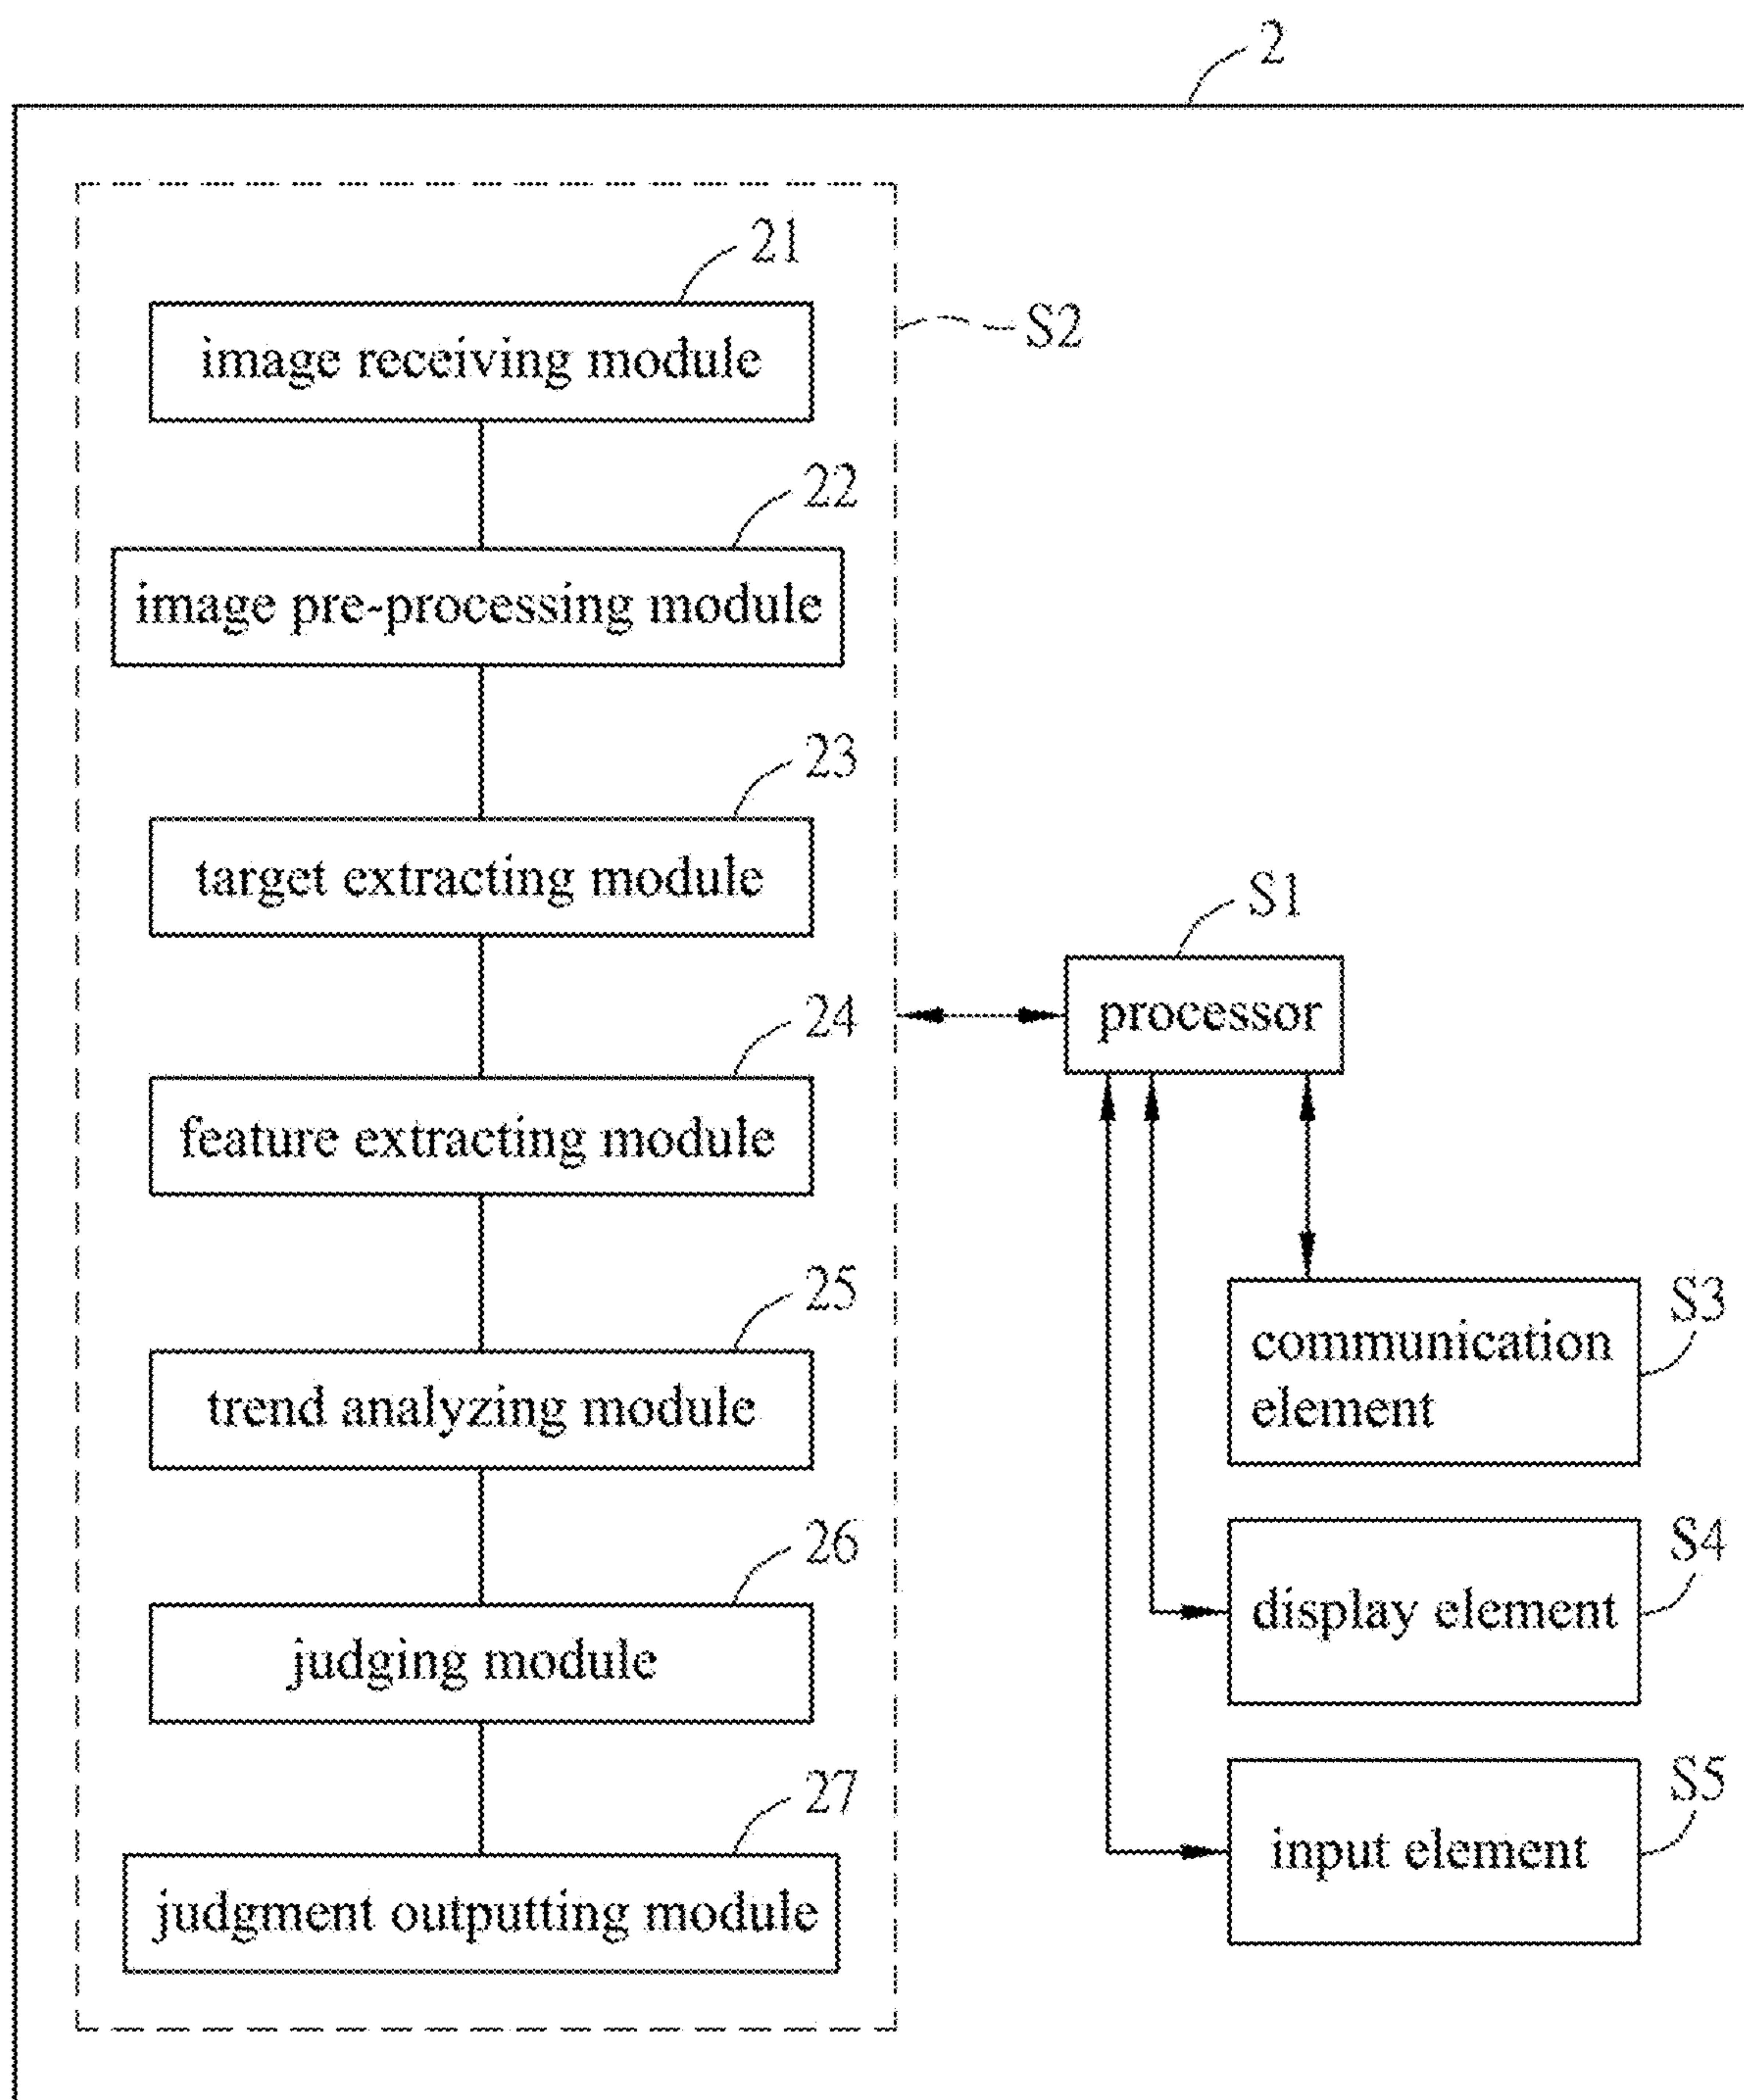 2
21
S2
image receiving module
22
image pre-processing module
23
target extracting module
S1
processor
24
feature extracting module
25
trend analyzing module
S3
communication
element
26
judging module
S4
display element
27
judgment outputting module
S5
input element